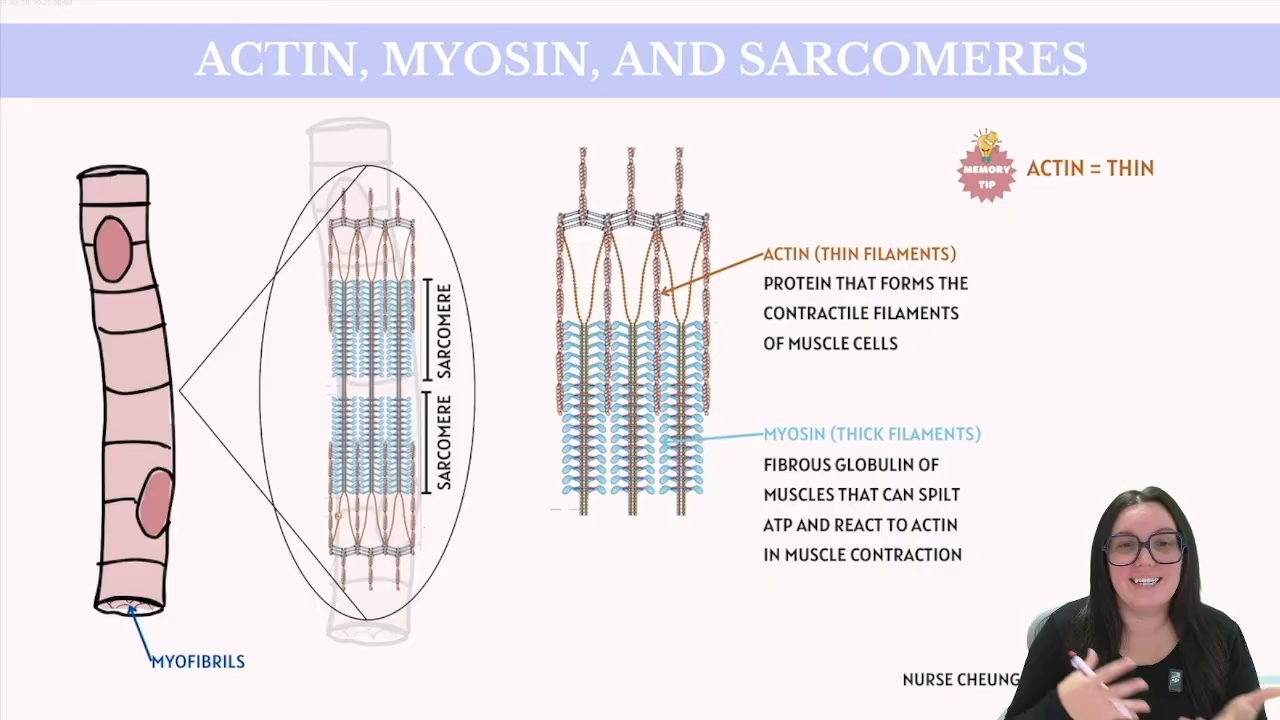 ACTIN, MYOSIN, AND SARCOMERES
MEMORY
TIP
ACTIN = THIN
SARCOMERE
SARCOMERE
ACTIN (THIN FILAMENTS)
PROTEIN THAT FORMS THE
CONTRACTILE FILAMENTS
OF MUSCLE CELLS
MYOSIN (THICK FILAMENTS)
FIBROUS GLOBULIN OF
MUSCLES THAT CAN SPILT
ATP AND REACT TO ACTIN
IN MUSCLE CONTRACTION
MYOFIBRILS
NURSE CHEUNG